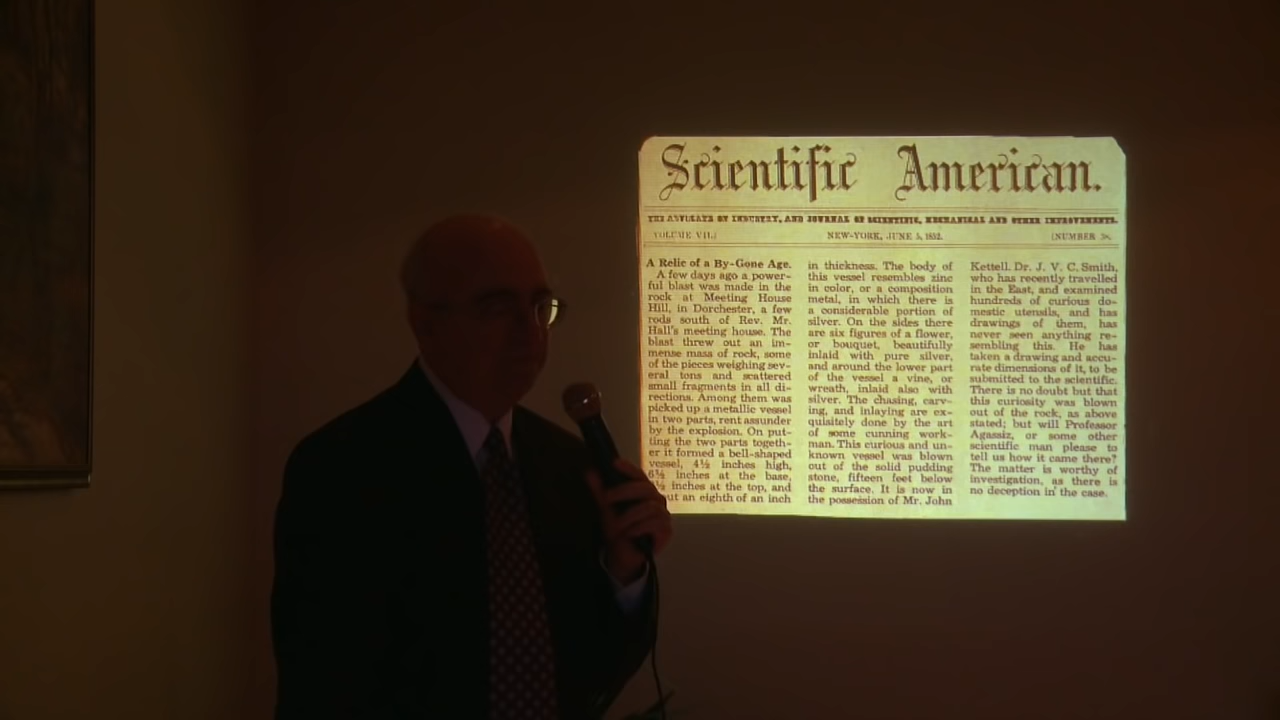 Scientific American.
THE ADVOCATE OF INDUSTRY, AND JOURNAL OF SCIENTIFIC, MECHANICAL AND OTHER IMPROVEMENTS.
VOLUME VII.]
NEW-YORK, JUNE 5, 1852.
[NUMBER
A Relic of a By-Gone Age.
A few days ago a power-
ful blast was made in the
rock at Meeting House
Hill, in Dorchester, a few
rods south of Rev. Mr.
Hall's meeting house. The
blast threw out an im-
mense mass of rock, some
of the pieces weighing sev-
eral tons and scattered
small fragments in all di-
rections. Among them was
picked up a metallic vessel
in two parts, rent assunder
by the explosion. On put-
ting the two parts togeth-
er it formed a bell-shaped
vessel, 4½ inches high,
6½ inches at the base,
½ inches at the top, and
out an eighth of an inch
in thickness. The body of
this vessel resembles zinc
in color, or a composition
metal, in which there is
a considerable portion of
silver. On the sides there
are six figures of a flower,
or bouquet, beautifully
inlaid with pure silver,
and around the lower part
of the vessel a vine, or
wreath, inlaid also with
silver. The chasing, carv-
ing, and inlaying are ex-
quisitely done by the art
of some cunning work-
man. This curious and un-
known vessel was blown
out of the solid pudding
stone, fifteen feet below
the surface. It is now in
the possession of Mr. John
Kettell. Dr. J. V. C. Smith,
who has recently travelled
in the East, and examined
hundreds of curious do-
mestic utensils, and has
drawings of them, has
never seen anything re-
sembling this. He has
taken a drawing and accu-
rate dimensions of it, to be
submitted to the scientific.
There is no doubt but that
this curiosity was blown
out of the rock, as above
stated; but will Professor
Agassiz, or some other
scientific man please to
tell us how it came there?
The matter is worthy of
investigation, as there is
no deception in the case.